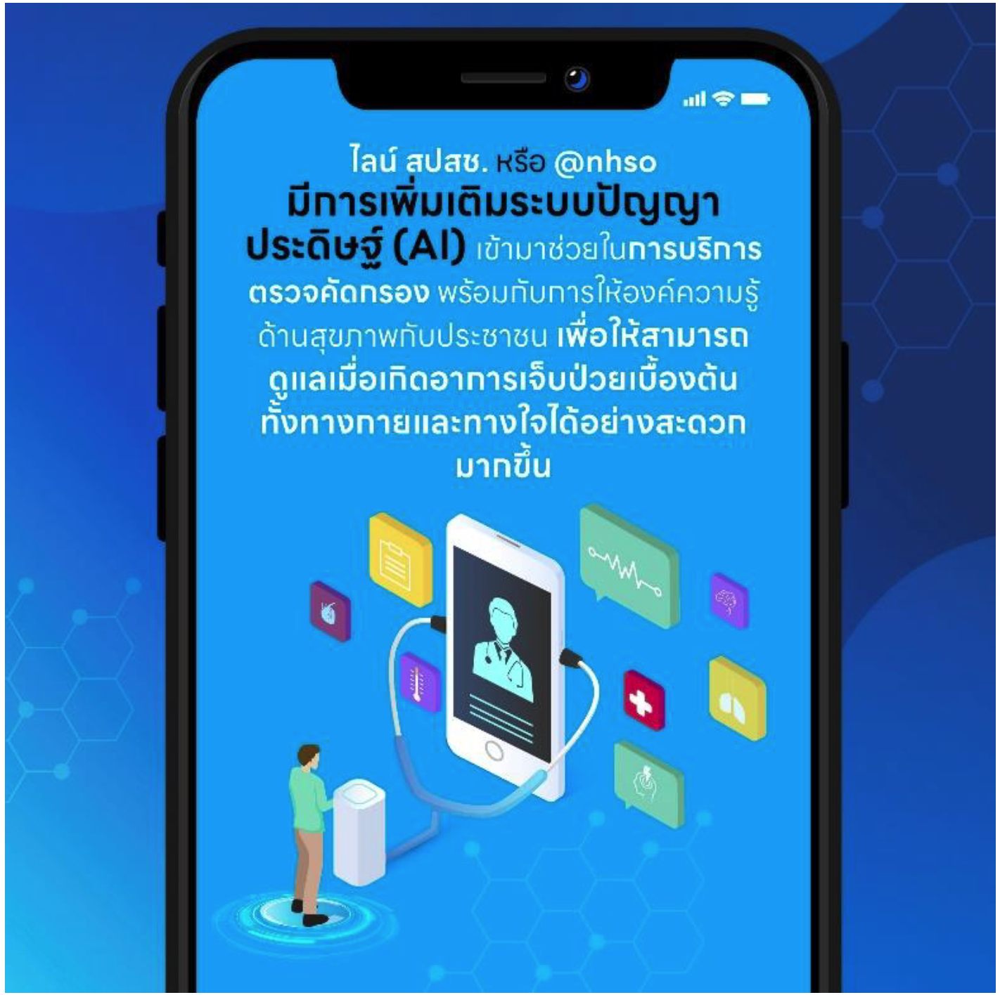 ไลน์ สปสช. หรือ @nhso
มีการเพิ่มเติมระบบปัญญา
ประดิษฐ์ (AI) เข้ามาช่วยในการบริการ
ตรวจคัดกรอง พร้อมกับการให้องค์ความรู้
ด้านสุขภาพกับประชาชน เพื่อให้สามารถ
ดูแลเมื่อเกิดอาการเจ็บป่วยเบื้องต้น
ทั้งทางกายและทางใจได้อย่างสะดวก
มากขึ้น